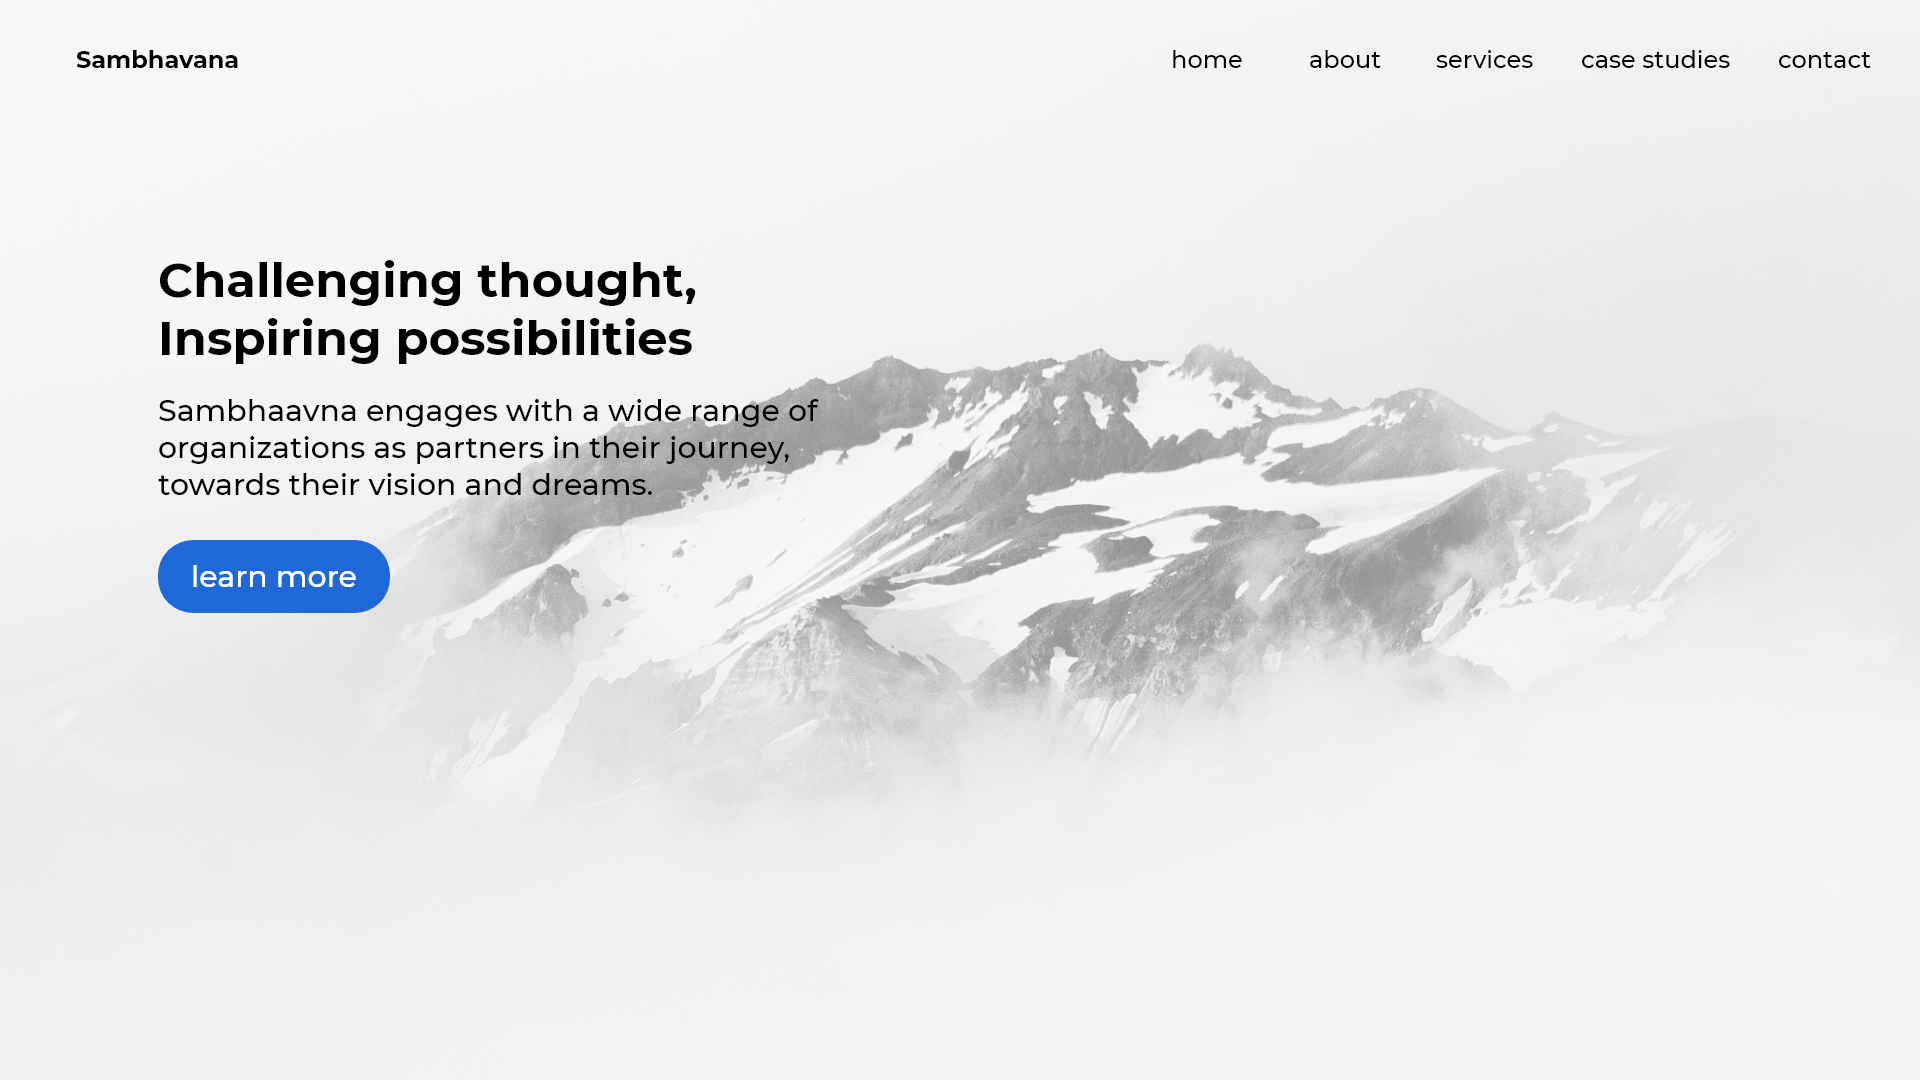 Sambhavana
home about services case studies contact
Challenging thought,
Inspiring possibilities
Sambhaavna engages with a wide range of
organizations as partners in their journey,
towards their vision and dreams.
learn more